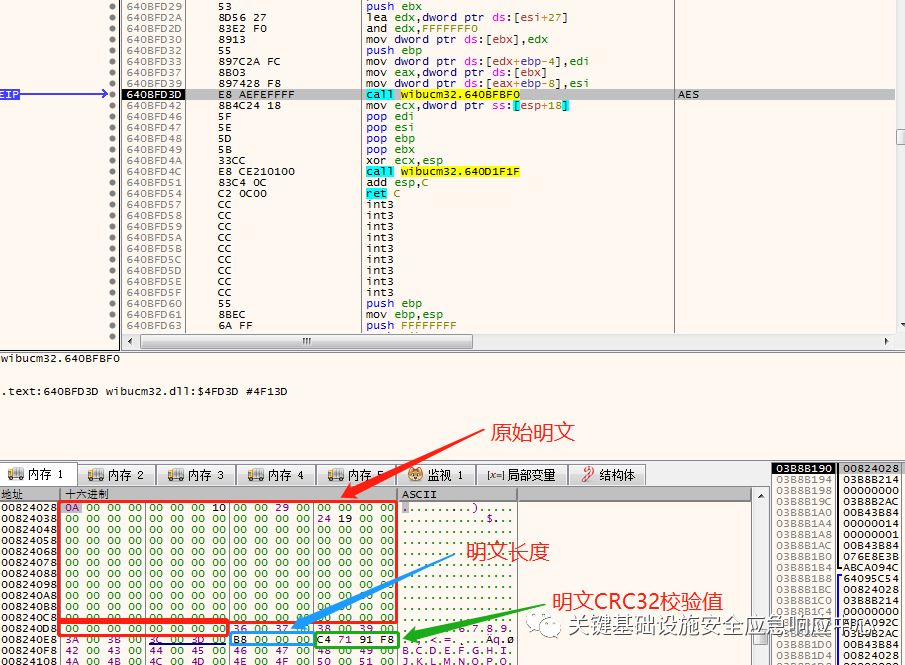 640BFD29 53 push ebx
640BFD2A 8D56 27 lea edx,dword ptr ds:[esi+27]
640BFD2D 83E2 F0 and edx,FFFFFFF0
640BFD30 8913 mov dword ptr ds:[ebx],edx
640BFD32 55 push ebp
640BFD33 897C2A FC mov dword ptr ds:[edx+ebp-4],edi
640BFD37 8B03 mov eax,dword ptr ds:[ebx]
640BFD39 897428 F8 mov dword ptr ds:[eax+ebp-8],esi
EIP 640BFD3D E8 AEFEFFFF call wibucm32.640BFBF0 AES
640BFD42 8B4C24 18 mov ecx,dword ptr ss:[esp+18]
640BFD46 5F pop edi
640BFD47 5E pop esi
640BFD48 5D pop ebp
640BFD49 5B pop ebx
640BFD4A 33CC xor ecx,esp
640BFD4C E8 CE210100 call wibucm32.640D1F1F
640BFD51 83C4 0C add esp,C
640BFD54 C2 0C00 ret C
640BFD57 CC int3
640BFD58 CC int3
640BFD59 CC int3
640BFD5A CC int3
640BFD5B CC int3
640BFD5C CC int3
640BFD5D CC int3
640BFD5E CC int3
640BFD5F CC int3
640BFD60 55 push ebp
640BFD61 8BEC mov ebp,esp
640BFD63 6A FF push FFFFFFFF
wibucm32.640BFBF0
.text:640BFD3D wibucm32.dll:$4FD3D #4F13D
原始明文
内存 1 内存 2 内存 3 内存 4 内存 5 监视 1 [x=] 局部变量 结构体
地址 十六进制 ASCII
00824028 0A 00 00 00 00 00 00 10 00 00 29 00 00 00 00 00 ..........).....
00824038 00 00 00 00 00 00 00 00 00 00 00 00 24 19 00 00 ............$...
00824048 00 00 00 00 00 00 00 00 00 00 00 00 00 00 00 00
00824058 00 00 00 00 00 00 00 00 00 00 00 00 00 00 00 00
00824068 00 00 00 00 00 00 00 00 00 00 00 00 00 00 00 00
00824078 00 00 00 00 00 00 00 00 00 00 00 00 00 00
00824088 00 00 00 00 00 00 00 00 00 00 00 00 00 00 00 00
00824098 00 00 00 00 00 00 00 00 00 00 00 00 00 00 00 00
008240A8 00 00 00 00 00 00 00 00 00 00 00 00 00 00 00 00
008240B8 00 00 00 00 00 00 00 00 00 00 00 00 00 00 00 00
008240C8 00 00 00 00 00 00 00 00 00 00 00 00 00 00 00 00
008240D8 00 00 00 00 00 00 00 00 36 00 37 00 38 00 39 00 6.7.8.9.
008240E8 3A 00 3B 00 3C 00 3D 00 B8 00 00 00 C4 71 91 F8
008240F8 42 00 43 00 44 00 45 00 46 00 47 00 48 00 49 00 B.C.D.E.F.G.H.I.
00824108 4A 00 4B 00 4C 00 4D 00 4E 00 4F 00 50 00 51 00 J.K.L.M.N.O.P.Q.
明文长度
明文CRC32校验值
关键基础设施安全应急响应中心
03B8B190 00824028
03B8B194 03B8B214
03B8B198 00000000
03B8B19C 03B8B2AC
03B8B1A0 00B43B84
03B8B1A4 00000014
03B8B1A8 00000001
03B8B1AC 00B43B84
03B8B1B0 076E8E3B
03B8B1B4 ABCA094C
03B8B1B8 64095C54
03B8B1BC 00824028
03B8B1C0 03B8B214
03B8B1C4 00000000
03B8B1D0 00B43B84
03B8B1D4 00824028